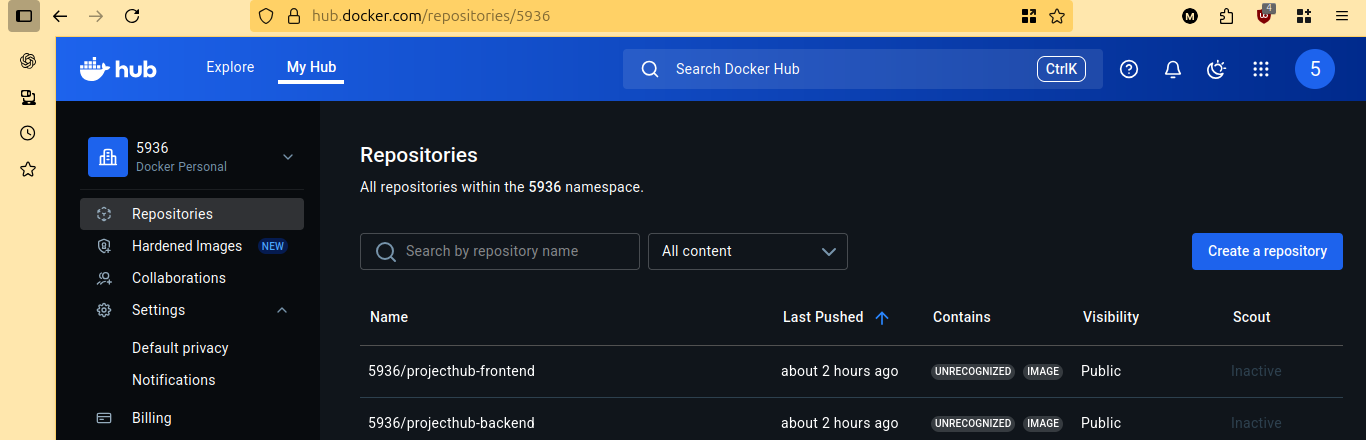 hub.docker.com/repositories/5936
M
4
hub
Explore
My Hub
Search Docker Hub
CtrlK
5
5936
Docker Personal
Repositories
Hardened Images NEW
Collaborations
Settings
Default privacy
Notifications
Billing
Repositories
All repositories within the 5936 namespace.
Search by repository name
All content
Create a repository
Name Last Pushed Contains Visibility Scout
5936/projecthub-frontend about 2 hours ago UNRECOGNIZED IMAGE Public Inactive
5936/projecthub-backend about 2 hours ago UNRECOGNIZED IMAGE Public Inactive